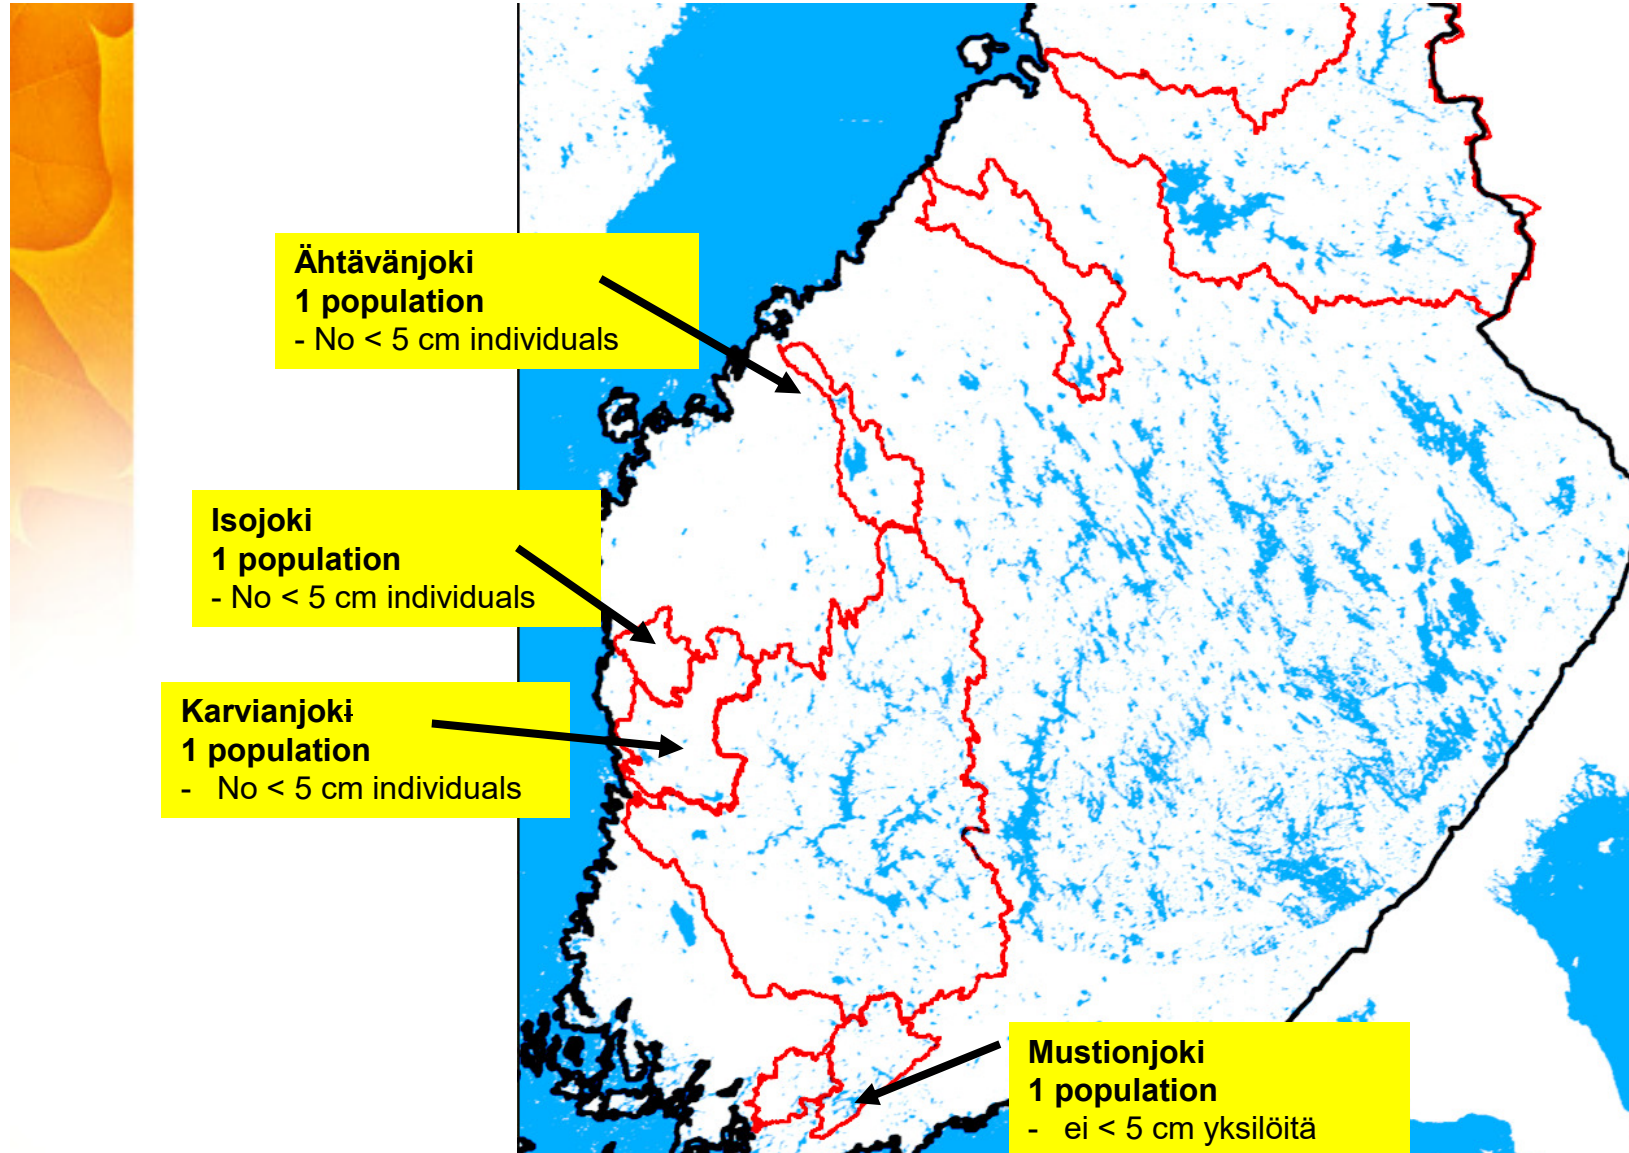 Ähtävänjoki
1 population
- No < 5 cm individuals
Isojoki
1 population
- No < 5 cm individuals
Karvianjoki
1 population
- No < 5 cm individuals
Mustionjoki
1 population
- ei < 5 cm yksilöitä